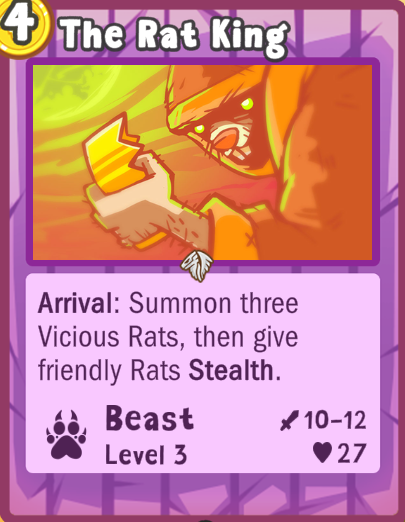 4 The Rat King
Arrival: Summon three
Vicious Rats, then give
friendly Rats Stealth.
Beast 10–12
Level 3 27